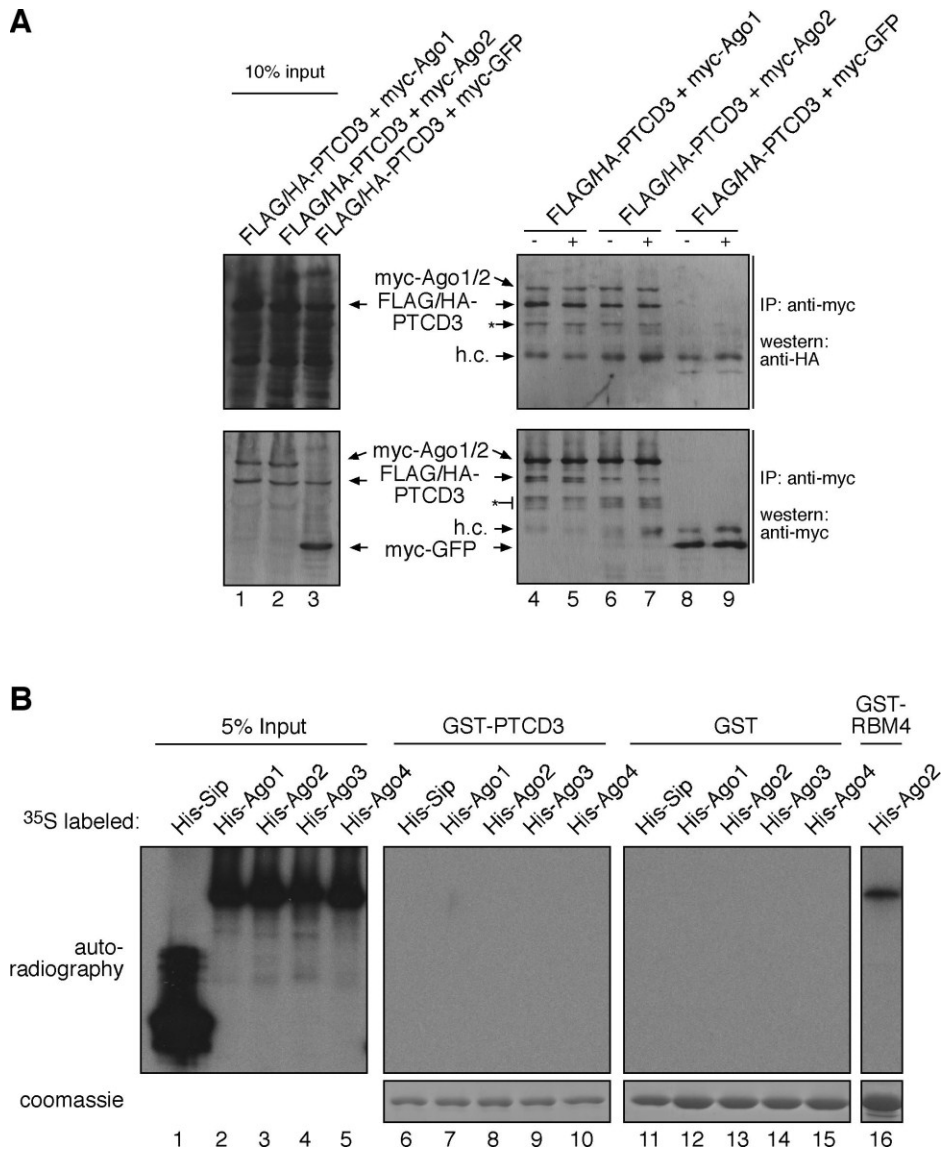 A
10% input
FLAG/HA-PTCD3 + myc-Ago1
FLAG/HA-PTCD3 + myc-Ago2
FLAG/HA-PTCD3 + myc-GFP
FLAG/HA-PTCD3 + myc-Ago1
FLAG/HA-PTCD3 + myc-Ago2
FLAG/HA-PTCD3 + myc-GFP
- + - + - +
myc-Ago1/2
FLAG/HA-
PTCD3
*
h.c.
IP: anti-myc
western:
anti-HA
myc-Ago1/2
FLAG/HA-
PTCD3
*
h.c.
myc-GFP
IP: anti-myc
western:
anti-myc
1 2 3 4 5 6 7 8 9
B
5% Input
GST-PTCD3
GST
GST-
RBM4
35S labeled:
His-Sip His-Ago1 His-Ago2 His-Ago3 His-Ago4
His-Sip His-Ago1 His-Ago2 His-Ago3 His-Ago4
His-Sip His-Ago1 His-Ago2 His-Ago3 His-Ago4
His-Ago2
auto-
radiography
coomassie
1 2 3 4 5 6 7 8 9 10 11 12 13 14 15 16